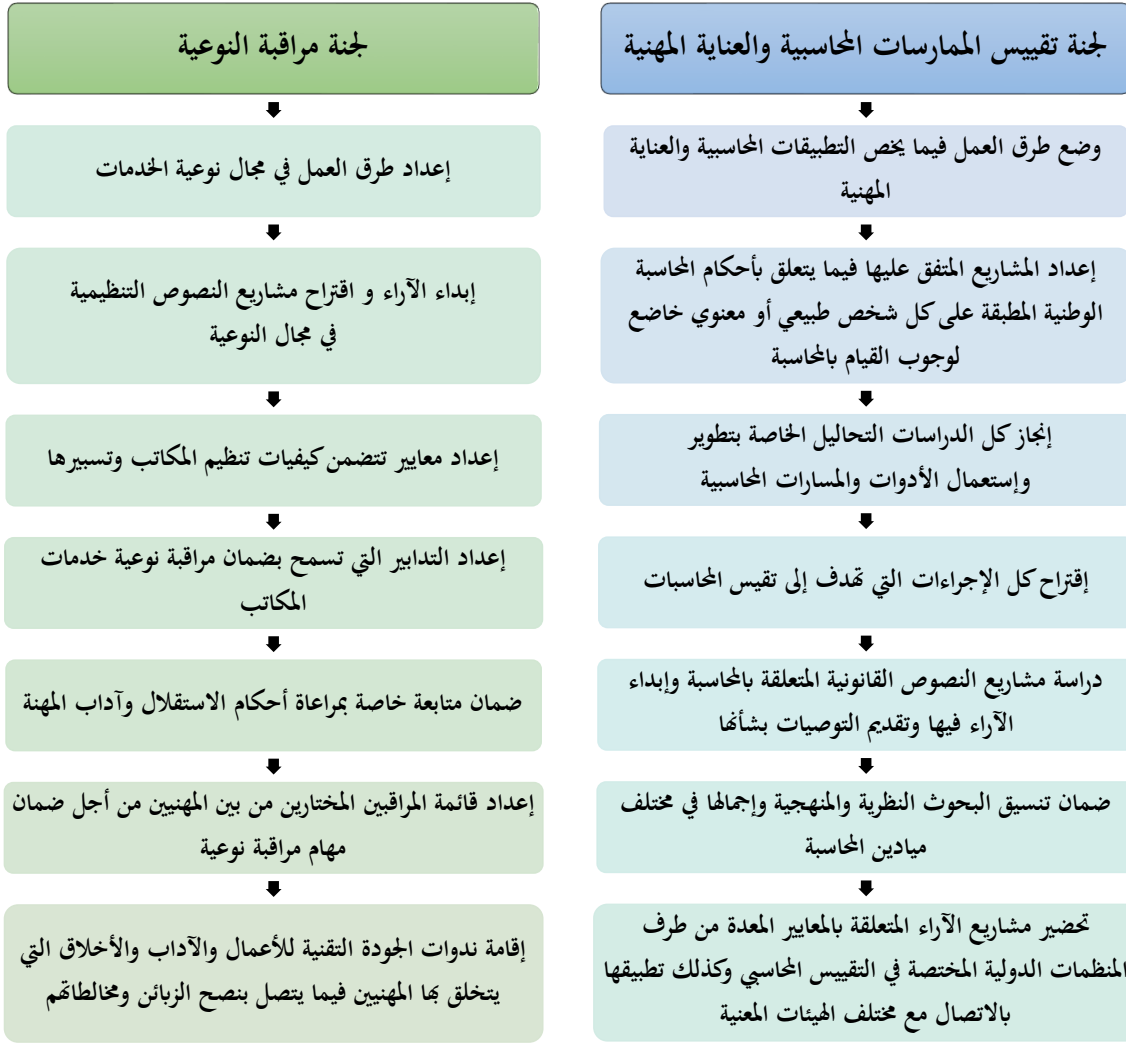 لجنة تقييس الممارسات المحاسبية والعناية المهنية
وضع طرق العمل فيما يخص التطبيقات المحاسبية والعناية
المهنية
إعداد المشاريع المتفق عليها فيما يتعلق بأحكام المحاسبة
الوطنية المطبقة على كل شخص طبيعي أو معنوي خاضع
لوجوب القيام بالمحاسبة
إنجاز كل الدراسات التحاليل الخاصة بتطوير
وإستعمال الأدوات والمسارات المحاسبية
إقتراح كل الإجراءات التي تهدف إلى تقيس المحاسبات
دراسة مشاريع النصوص القانونية المتعلقة بالمحاسبة وإبداء
الآراء فيها وتقديم التوصيات بشأنها
ضمان تنسيق البحوث النظرية والمنهجية وإجمالها في مختلف
ميادين المحاسبة
تحضير مشاريع الآراء المتعلقة بالمعايير المعدة من طرف
المنظمات الدولية المختصة في التقييس المحاسبي وكذلك تطبيقها
بالاتصال مع مختلف الهيئات المعنية
لجنة مراقبة النوعية
إعداد طرق العمل في مجال نوعية الخدمات
إبداء الآراء و اقتراح مشاريع النصوص التنظيمية
في مجال النوعية
إعداد معايير تتضمن كيفيات تنظيم المكاتب وتسييرها
إعداد التدابير التي تسمح بضمان مراقبة نوعية خدمات
المكاتب
ضمان متابعة خاصة بمراعاة أحكام الاستقلال وآداب المهنة
إعداد قائمة المراقبين المختارين من بين المهنيين من أجل ضمان
مهام مراقبة نوعية
إقامة ندوات الجودة التقنية للأعمال والآداب والأخلاق التي
يتخلق بها المهنيين فيما يتصل بنصح الزبائن ومخالطاتهم